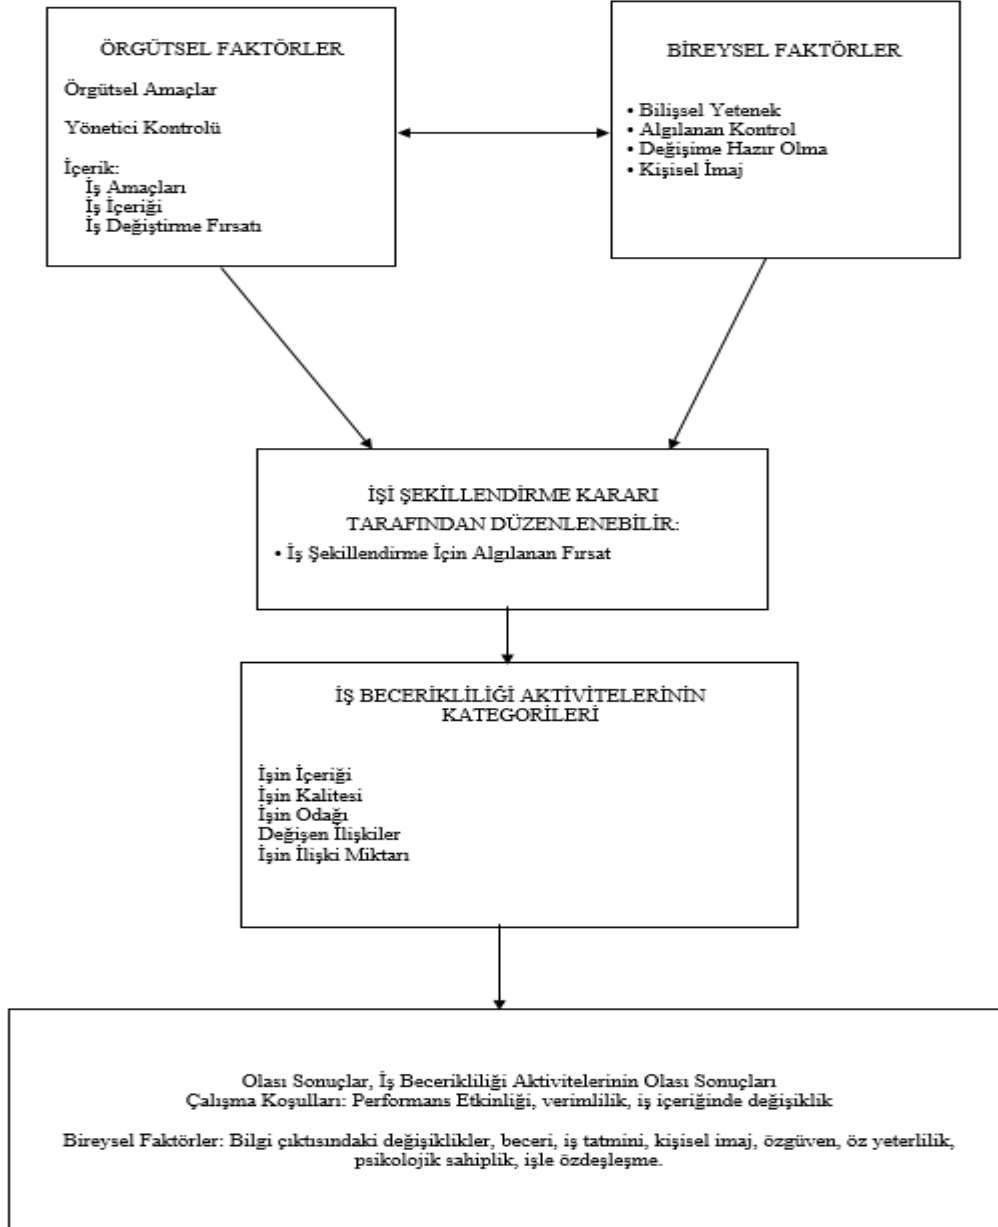 ÖRGÜTSEL FAKTÖRLER
Örgütsel Amaçlar
Yönetici Kontrolü
İçerik:
İş Amaçları
İş İçeriği
İş Değiştirme Fırsatı
BİREYSEL FAKTÖRLER
• Bilişsel Yetenek
• Algılanan Kontrol
• Değişime Hazır Olma
• Kişisel İmaj
İŞİ ŞEKİLLENDİRME KARARI
TARAFINDAN DÜZENLENEBİLİR:
• İş Şekillendirme İçin Algılanan Fırsat
İŞ BECERİKLİLİĞİ AKTİVİTELERİNİN
KATEGORİLERİ
İşin İçeriği
İşin Kalitesi
İşin Odağı
Değişen İlişkiler
İşin İlişki Miktarı
Olası Sonuçlar, İş Becerikliliği Aktivitelerinin Olası Sonuçları
Çalışma Koşulları: Performans Etkinliği, verimlilik, iş içeriğinde değişiklik
Bireysel Faktörler: Bilgi çıktısındaki değişiklikler, beceri, iş tatmini, kişisel imaj, özgüven, öz yeterlilik,
psikolojik sahiplik, işle özdeşleşme.